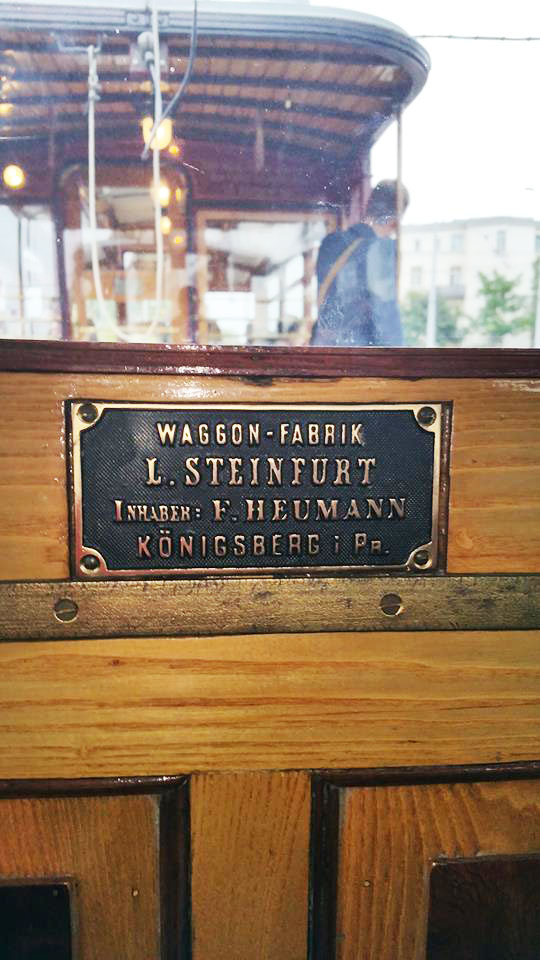 WAGGON-FABRIK
L. STEINFURT
INHABER: F. HEUMANN
KÖNIGSBERG i PR.